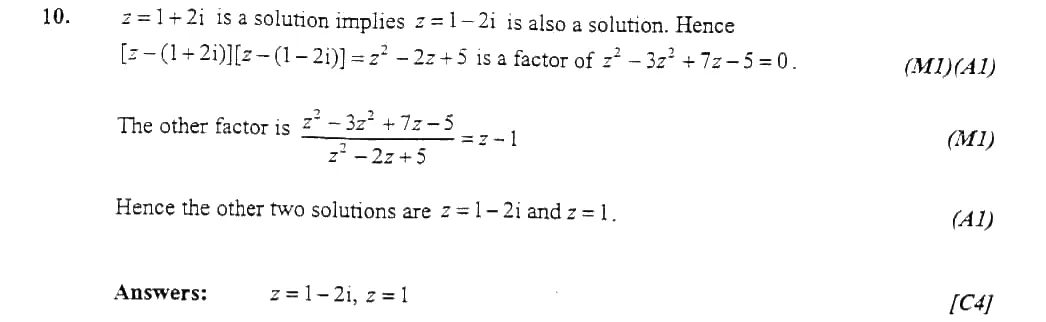 10. z = 1 + 2i is a solution implies z = 1 – 2i is also a solution. Hence
[z – (1 + 2i)][z – (1 – 2i)] = z² – 2z + 5 is a factor of z² – 3z² + 7z – 5 = 0. (M1)(A1)
The other factor is (z² – 3z² + 7z – 5)/(z² – 2z + 5) = z – 1 (M1)
Hence the other two solutions are z = 1 – 2i and z = 1. (A1)
Answers: z = 1 – 2i, z = 1 [C4]